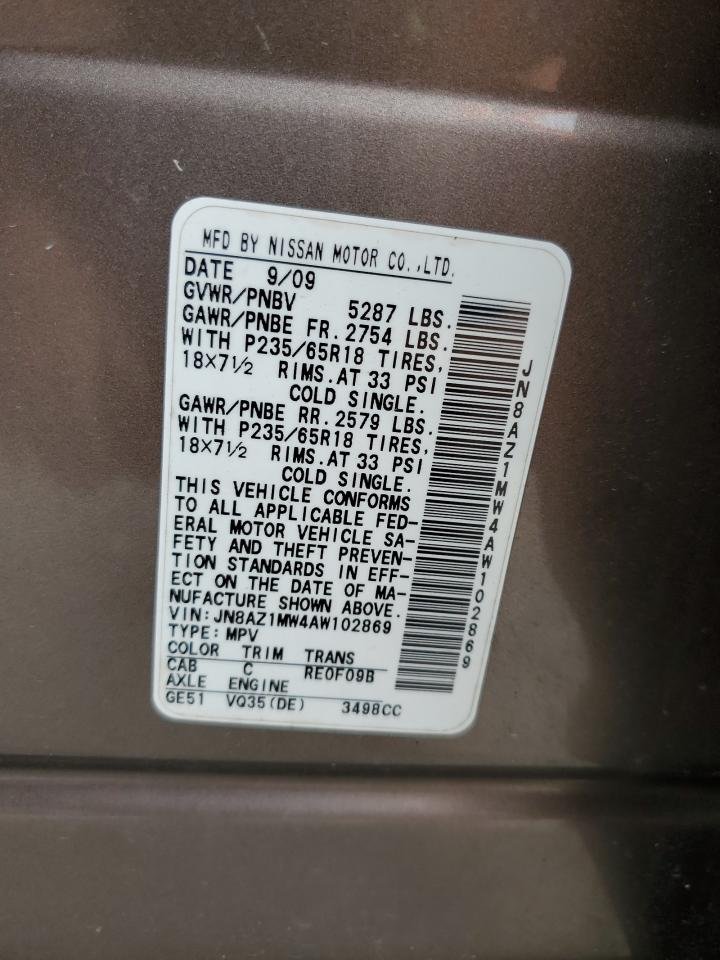 MFD BY NISSAN MOTOR CO.,LTD.
DATE 9/09
GVWR/PNBV 5287 LBS.
GAWR/PNBE FR. 2754 LBS.
WITH P235/65R18 TIRES,
18X7½ RIMS.AT 33 PSI
COLD SINGLE.
GAWR/PNBE RR. 2579 LBS.
WITH P235/65R18 TIRES,
18X7½ RIMS.AT 33 PSI
COLD SINGLE.
THIS VEHICLE CONFORMS
TO ALL APPLICABLE FED-
ERAL MOTOR VEHICLE SA-
FETY AND THEFT PREVEN-
TION STANDARDS IN EFF-
ECT ON THE DATE OF MA-
NUFACTURE SHOWN ABOVE.
VIN:JN8AZ1MW4AW102869
TYPE:MPV
COLOR TRIM TRANS
CAB C RE0F09B
AXLE ENGINE
GE51 VQ35(DE) 3498CC
JN8AZ1MW4AW102869